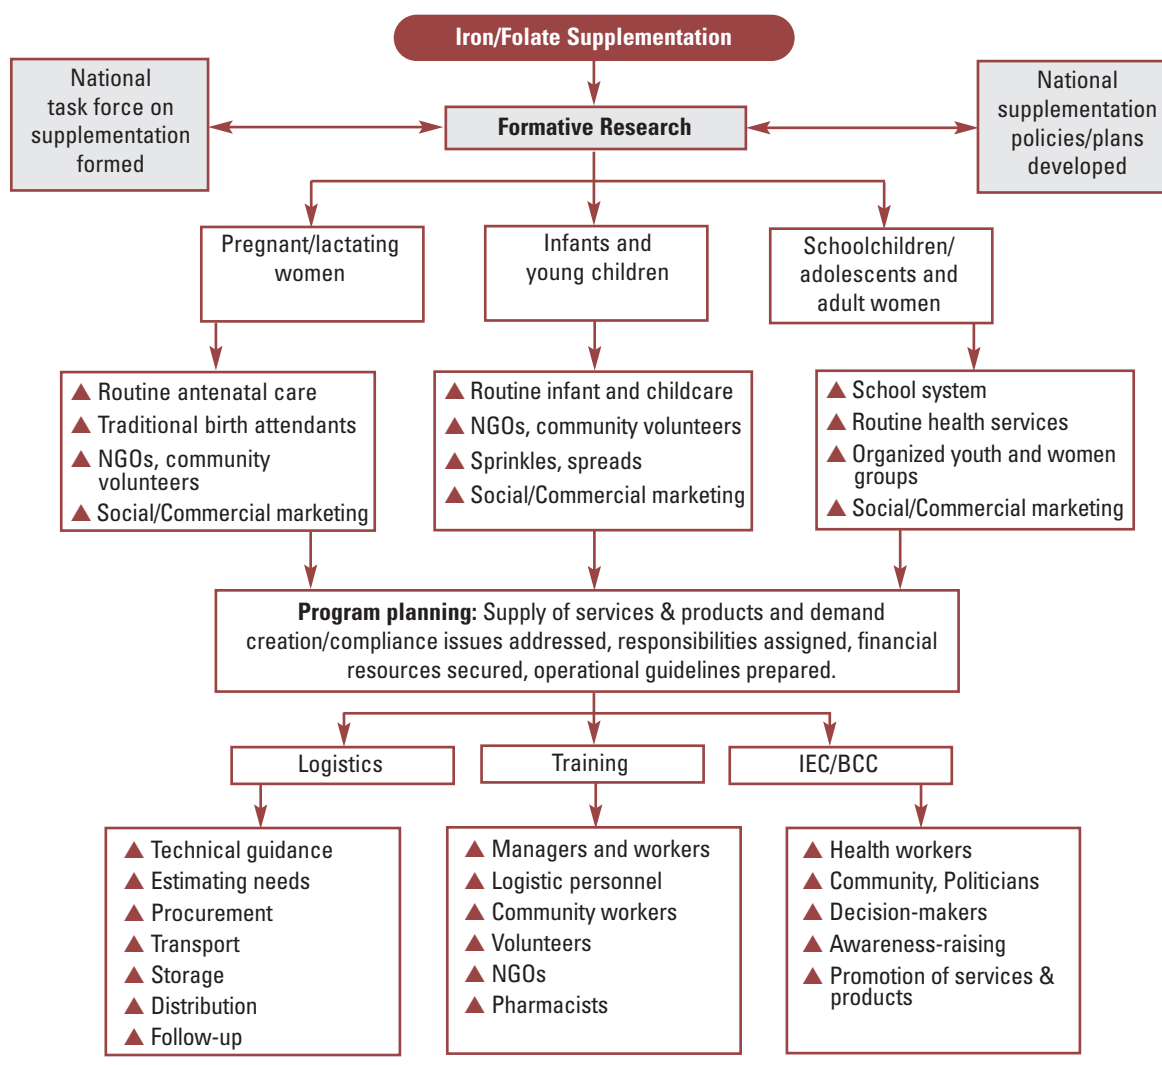 Iron/Folate Supplementation
National
task force on
supplementation
formed
Formative Research
National
supplementation
policies/plans
developed
Pregnant/lactating
women
Infants and
young children
Schoolchildren/
adolescents and
adult women
▲ Routine antenatal care
▲ Traditional birth attendants
▲ NGOs, community
volunteers
▲ Social/Commercial marketing
▲ Routine infant and childcare
▲ NGOs, community volunteers
▲ Sprinkles, spreads
▲ Social/Commercial marketing
▲ School system
▲ Routine health services
▲ Organized youth and women
groups
▲ Social/Commercial marketing
Program planning: Supply of services & products and demand
creation/compliance issues addressed, responsibilities assigned, financial
resources secured, operational guidelines prepared.
Logistics
Training
IEC/BCC
▲ Technical guidance
▲ Estimating needs
▲ Procurement
▲ Transport
▲ Storage
▲ Distribution
▲ Follow-up
▲ Managers and workers
▲ Logistic personnel
▲ Community workers
▲ Volunteers
▲ NGOs
▲ Pharmacists
▲ Health workers
▲ Community, Politicians
▲ Decision-makers
▲ Awareness-raising
▲ Promotion of services &
products